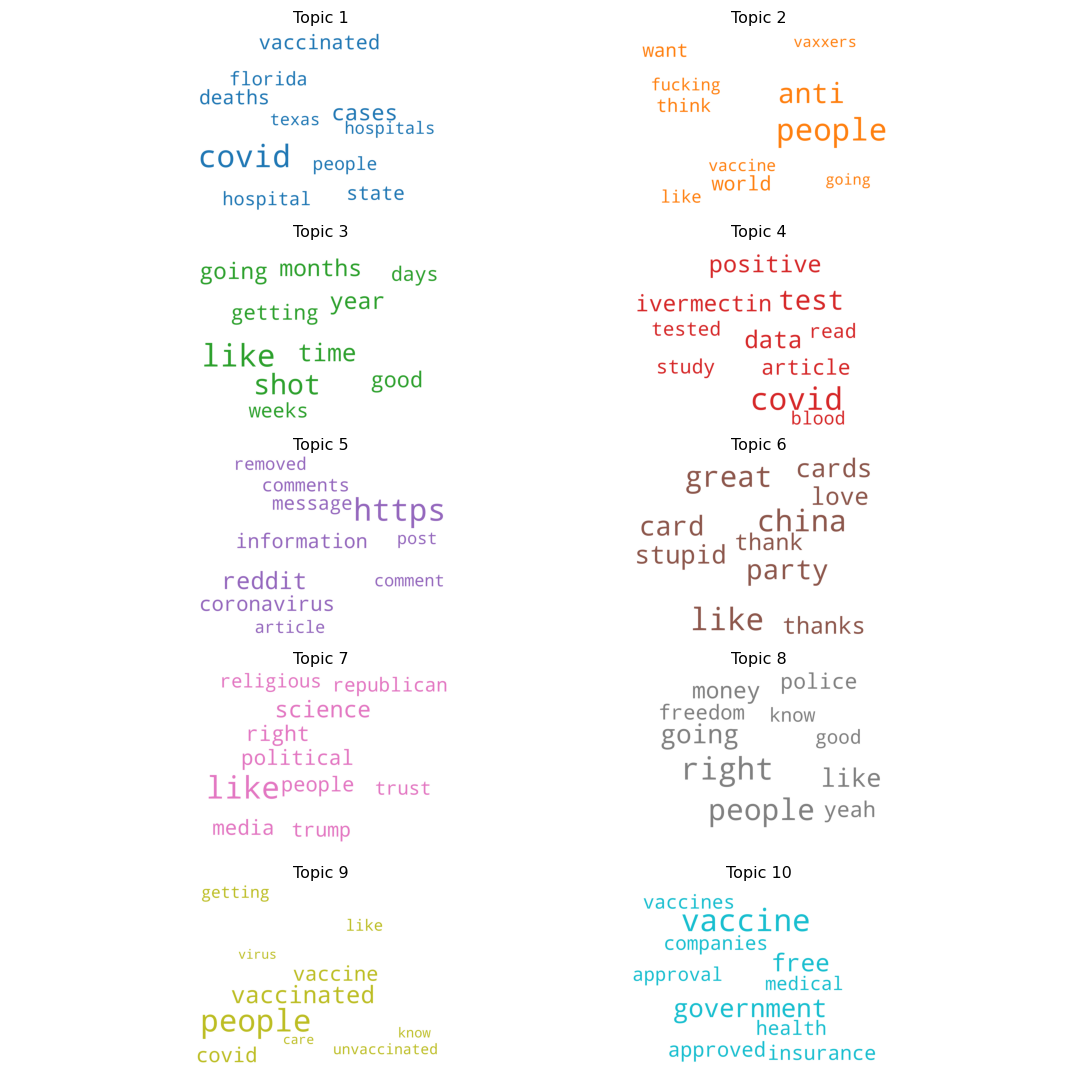 Topic 1
vaccinated
florida
deaths
cases
texas
hospitals
covid
people
state
hospital
Topic 2
vaxxers
want
fucking
anti
think
people
vaccine
world
going
like
Topic 3
going months days
year
getting
like time
shot good
weeks
Topic 4
positive
ivermectin test
tested read
data
study article
covid
blood
Topic 5
removed
comments
message https
information post
reddit comment
coronavirus
article
Topic 6
great cards
love
china
card
thank
stupid
party
like thanks
Topic 7
religious republican
science
right
political
like people trust
media trump
Topic 8
police
money
freedom know
going good
right like
people yeah
Topic 9
getting
like
virus
vaccine
vaccinated
people
know
care
unvaccinated
covid
Topic 10
vaccines
vaccine
companies
free
approval
medical
government
health
approved insurance